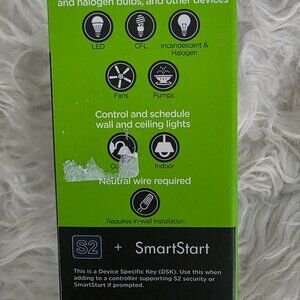 and halogen bulbs, and other devices
LED
CFL
Incandescent &
Halogen
Fans
Pumps
Control and schedule
wall and ceiling lights
Indoor
Neutral wire required
Requires in-wall installation
S2 + SmartStart
This is a Device Specific Key (DSK). Use this when
adding to a controller supporting S2 security or
SmartStart if prompted.